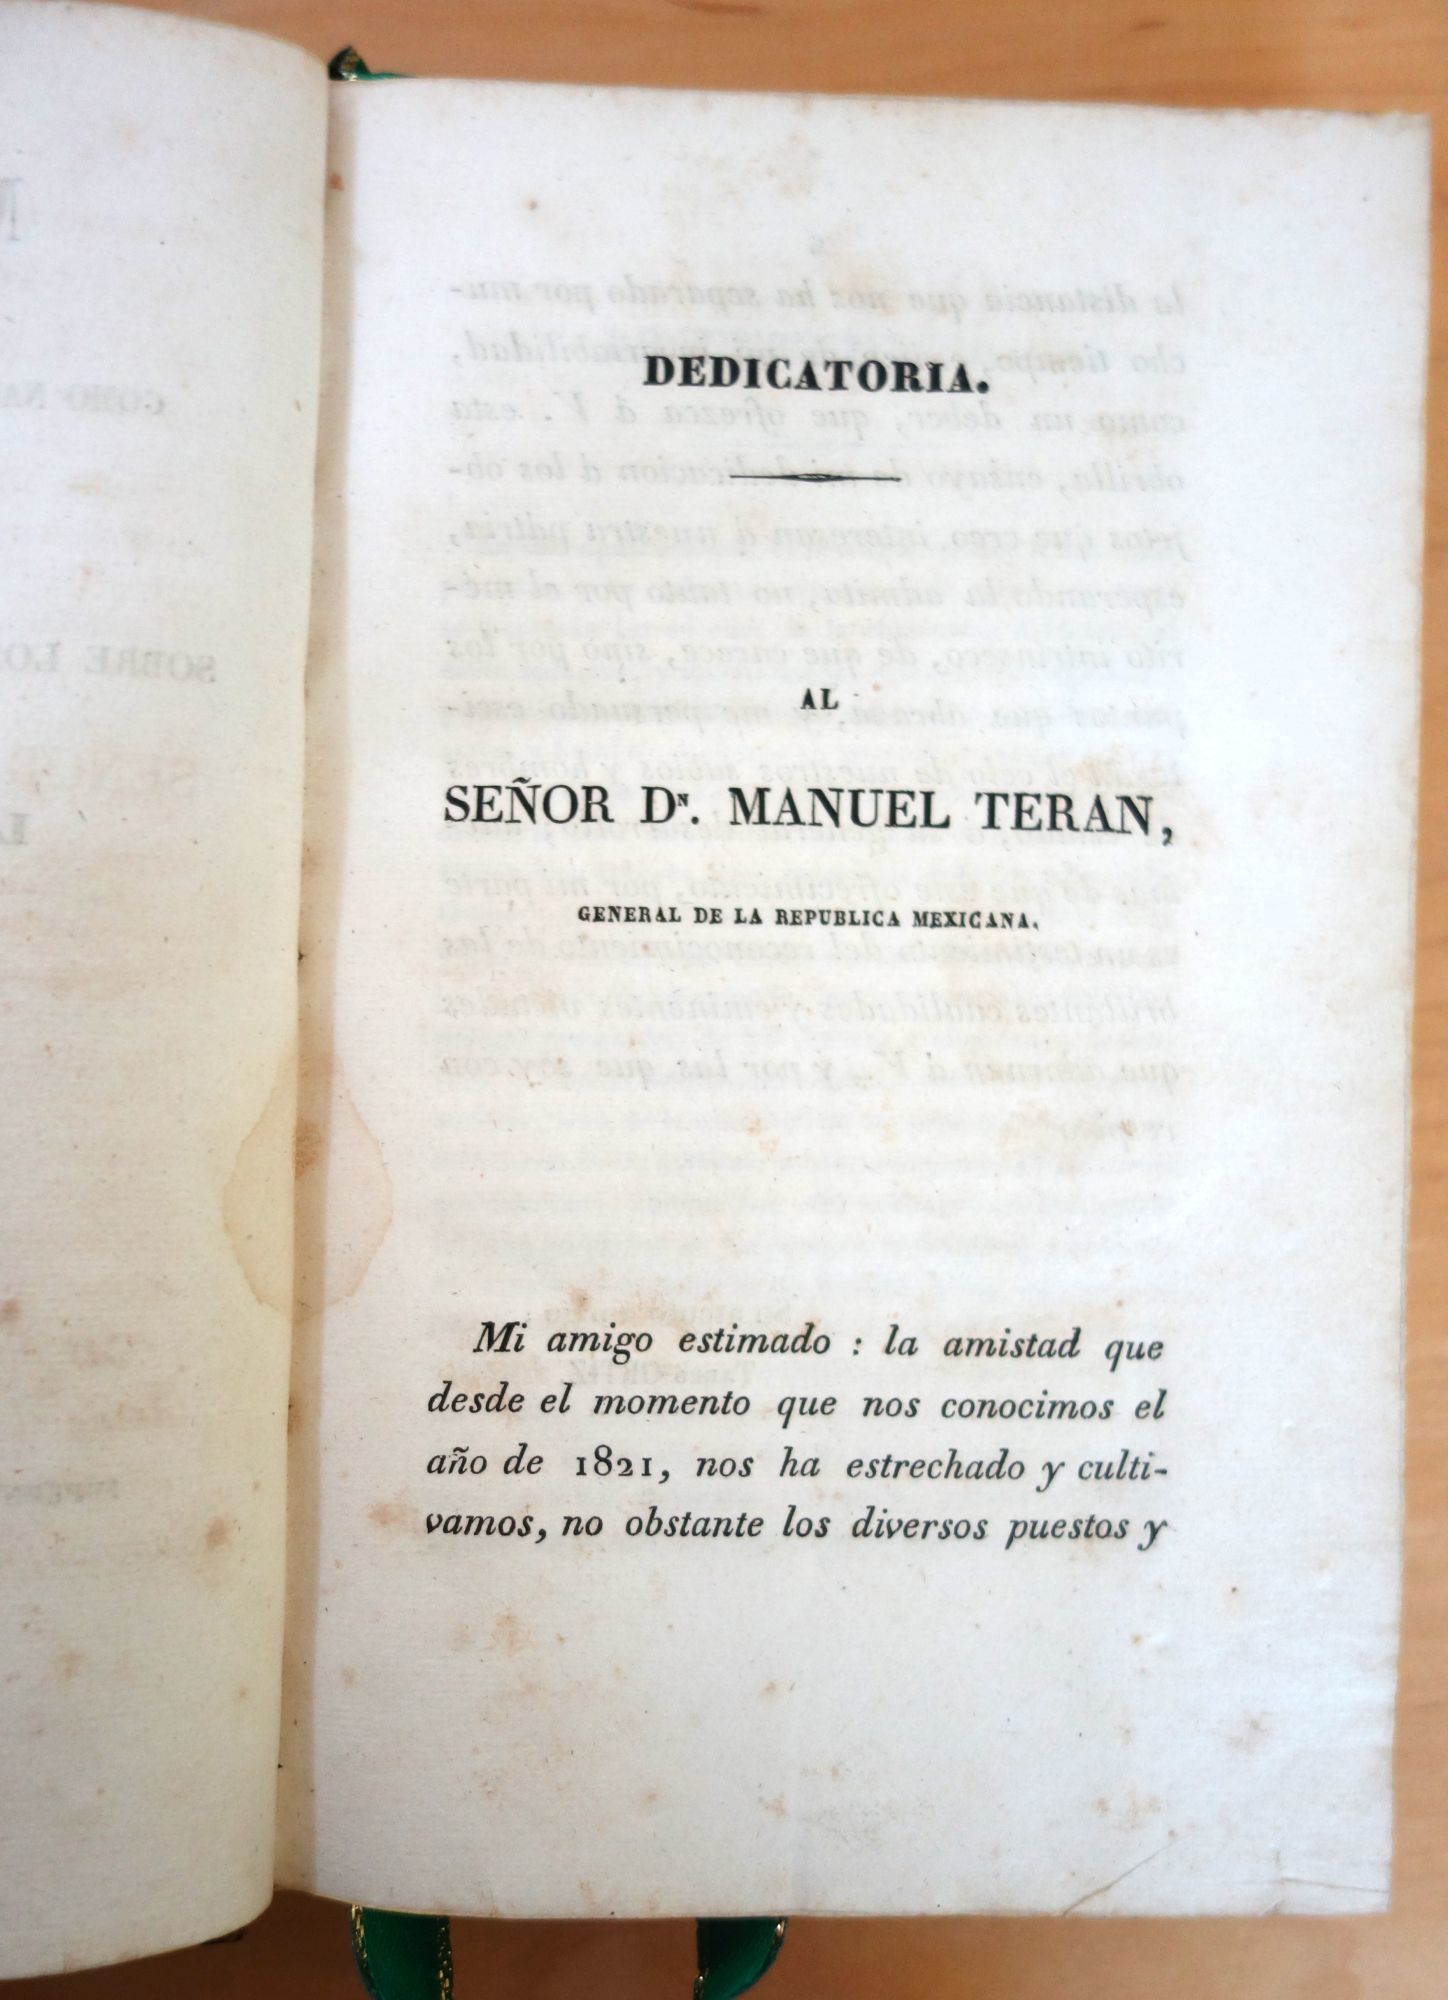 DEDICATORIA.
AL
SEÑOR Dⁿ. MANUEL TERAN,
GENERAL DE LA REPUBLICA MEXICANA.
Mi amigo estimado : la amistad que
desde el momento que nos conocimos el
año de 1821, nos ha estrechado y culti-
vamos, no obstante los diversos puestos y